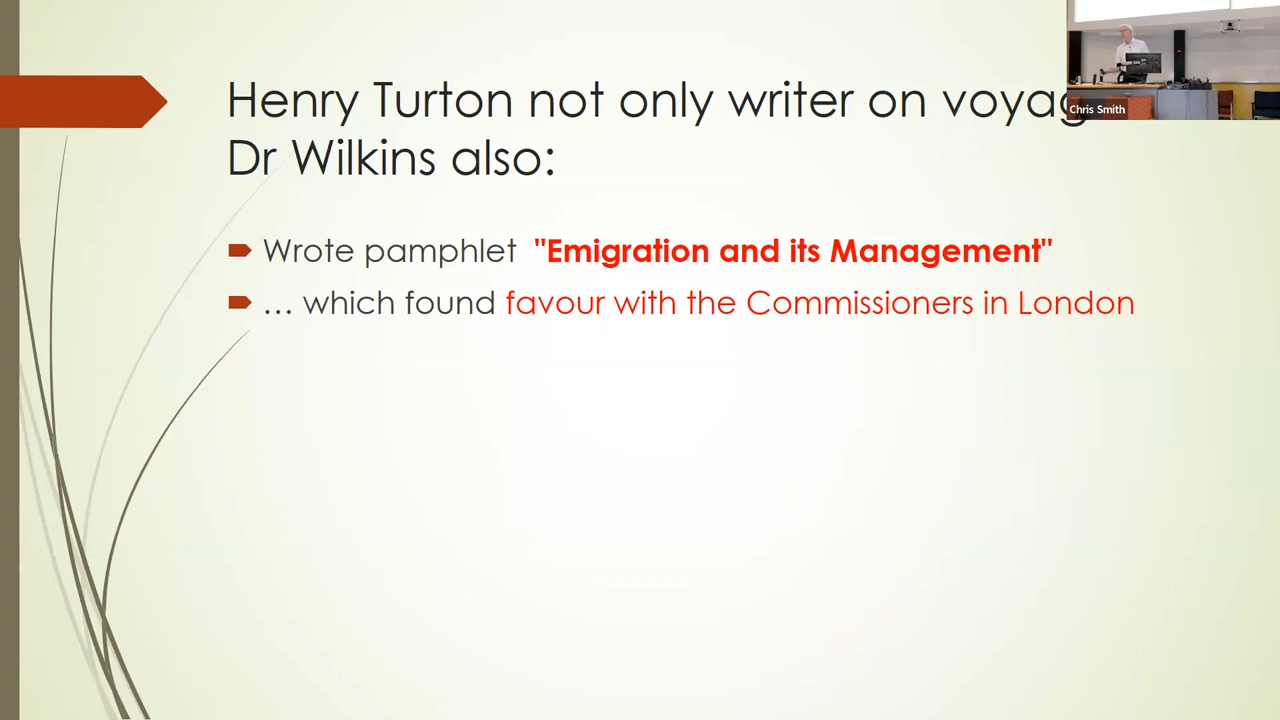 Henry Turton not only writer on voyag
Dr Wilkins also:
Wrote pamphlet "Emigration and its Management"
… which found favour with the Commissioners in London
Chris Smith